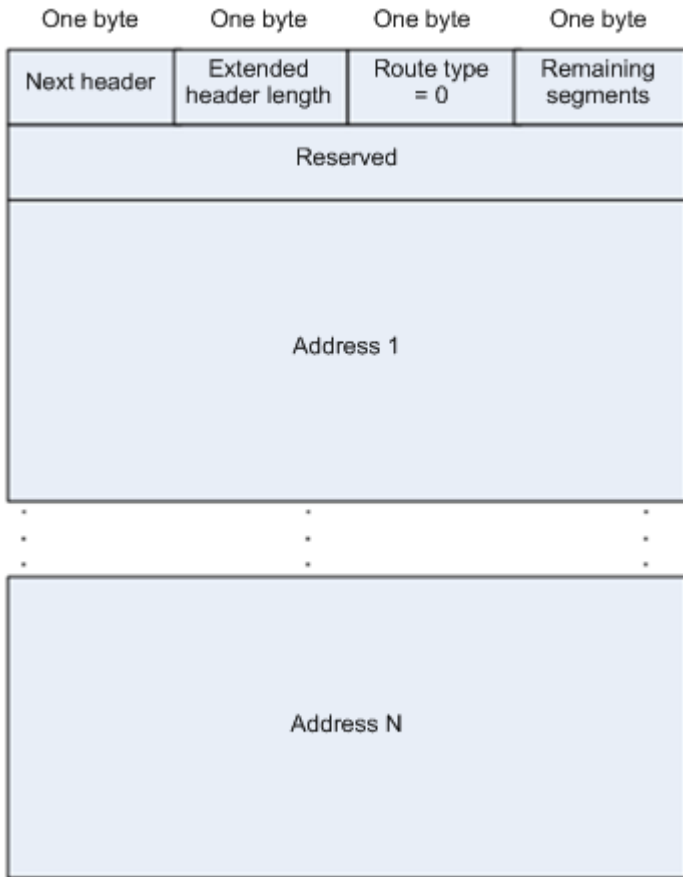 One byte One byte One byte One byte
Next header Extended header length Route type = 0 Remaining segments
Reserved
Address 1
Address N